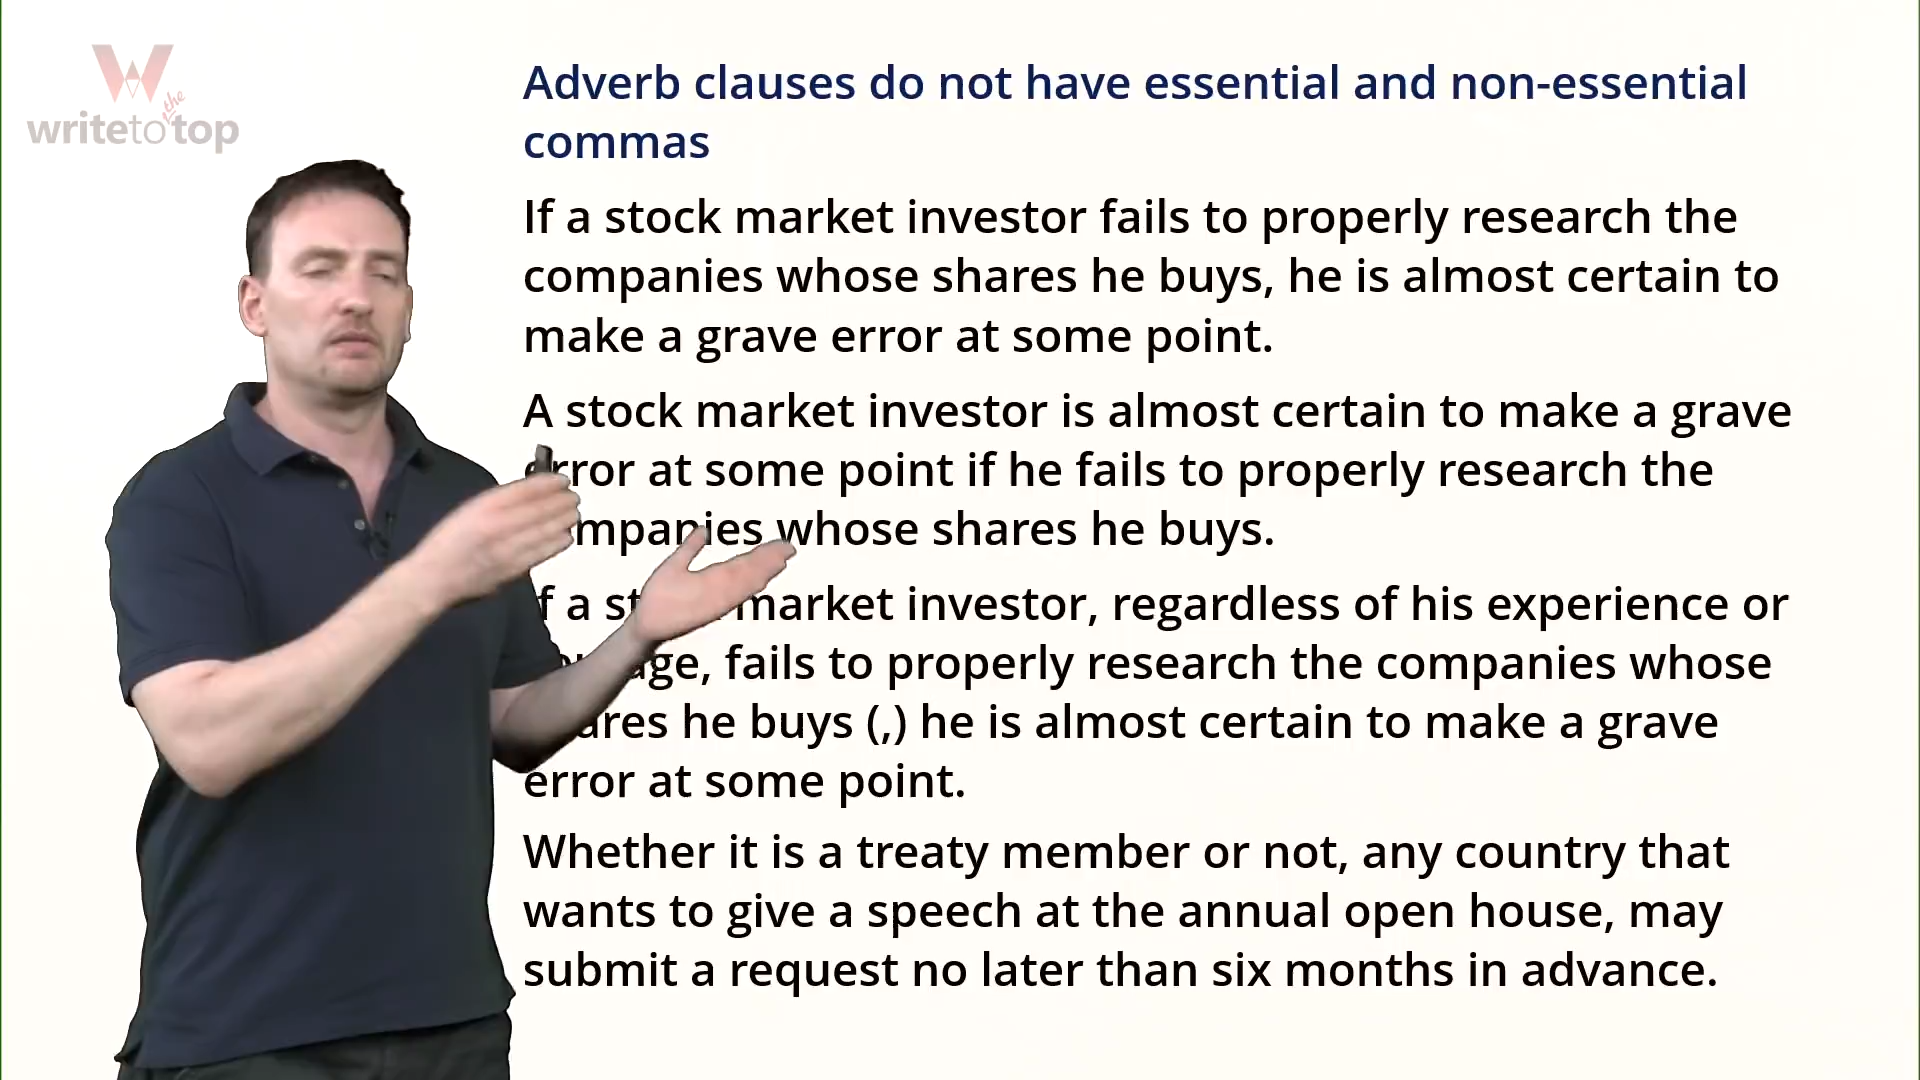 W
the
writetotop
Adverb clauses do not have essential and non-essential
commas
If a stock market investor fails to properly research the
companies whose shares he buys, he is almost certain to
make a grave error at some point.
A stock market investor is almost certain to make a grave
error at some point if he fails to properly research the
companies whose shares he buys.
If a market investor, regardless of his experience or
fails to properly research the companies whose
shares he buys (,) he is almost certain to make a grave
error at some point.
Whether it is a treaty member or not, any country that
wants to give a speech at the annual open house, may
submit a request no later than six months in advance.